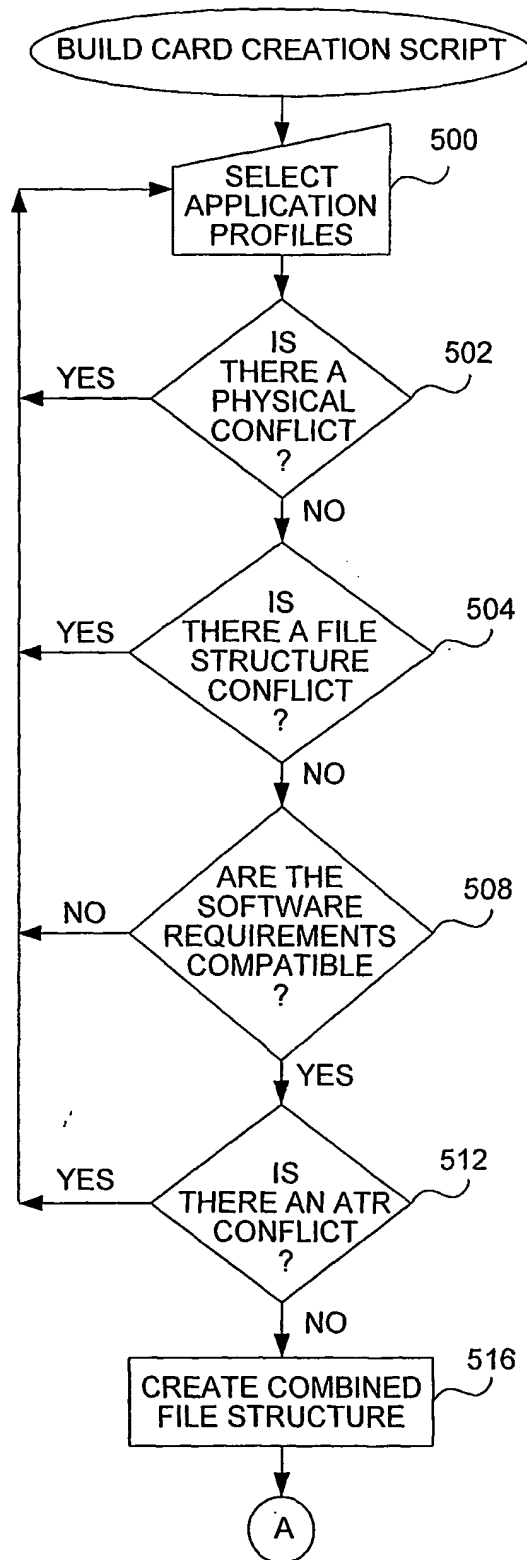 BUILD CARD CREATION SCRIPT
500
SELECT
APPLICATION
PROFILES
IS
THERE A
PHYSICAL
CONFLICT
?
502
YES
NO
IS
THERE A FILE
STRUCTURE
CONFLICT
?
504
YES
NO
ARE THE
SOFTWARE
REQUIREMENTS
COMPATIBLE
?
508
NO
YES
IS
THERE AN ATR
CONFLICT
?
512
YES
NO
516
CREATE COMBINED
FILE STRUCTURE
A